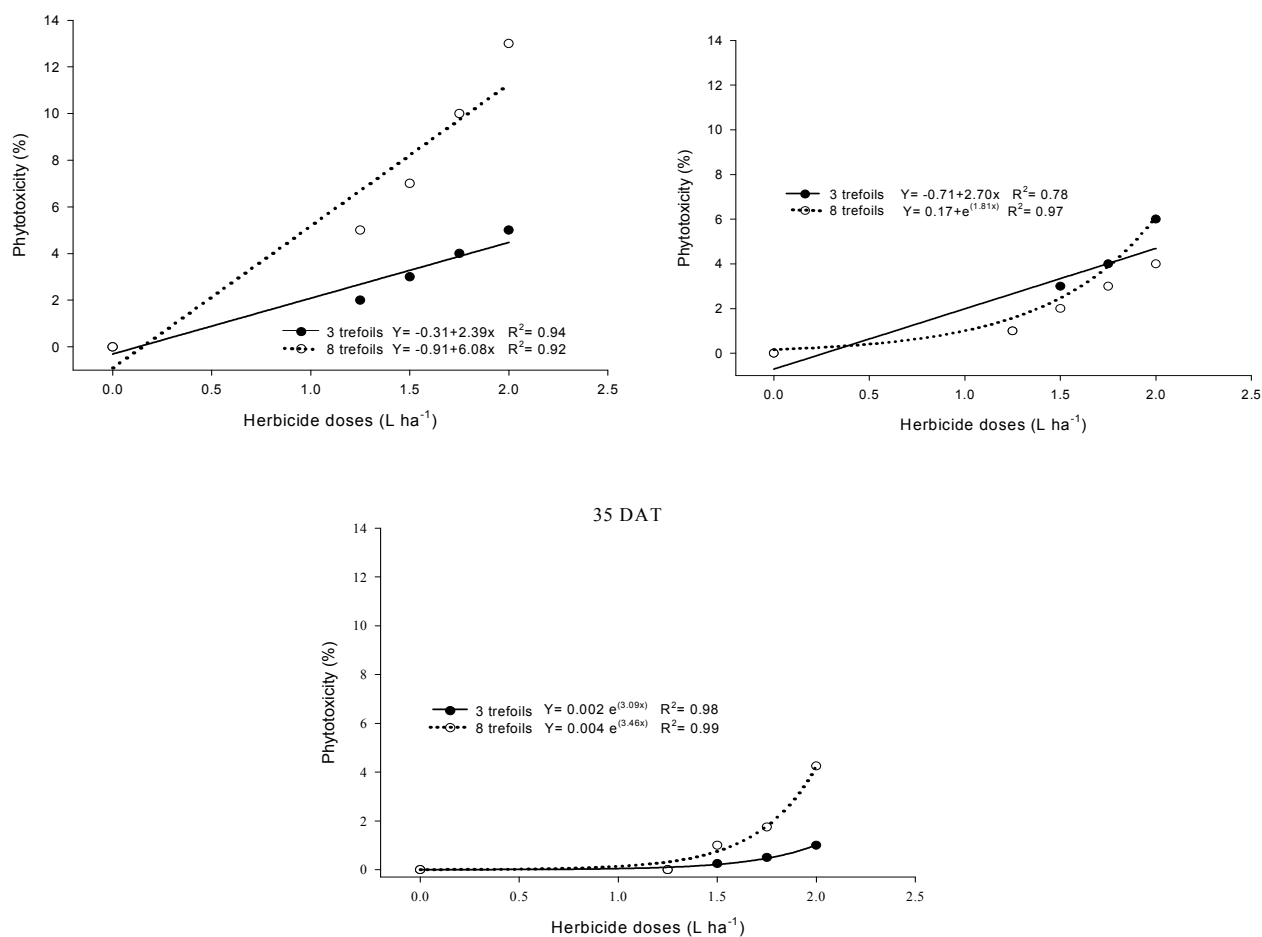 14
12
10
8
6
4
2
0
Phytotoxicity (%)
3 trefoils Y= -0.31+2.39x R²= 0.94
8 trefoils Y= -0.91+6.08x R²= 0.92
0.0 0.5 1.0 1.5 2.0 2.5
Herbicide doses (L ha⁻¹)
14
12
10
8
6
4
2
0
Phytotoxicity (%)
3 trefoils Y= -0.71+2.70x R²= 0.78
8 trefoils Y= 0.17+e^(1.81x) R²= 0.97
0.0 0.5 1.0 1.5 2.0 2.5
Herbicide doses (L ha⁻¹)
35 DAT
14
12
10
8
6
4
2
0
Phytotoxicity (%)
3 trefoils Y= 0.002 e^(3.09x) R²= 0.98
8 trefoils Y= 0.004 e^(3.46x) R²= 0.99
0.0 0.5 1.0 1.5 2.0 2.5
Herbicide doses (L ha⁻¹)